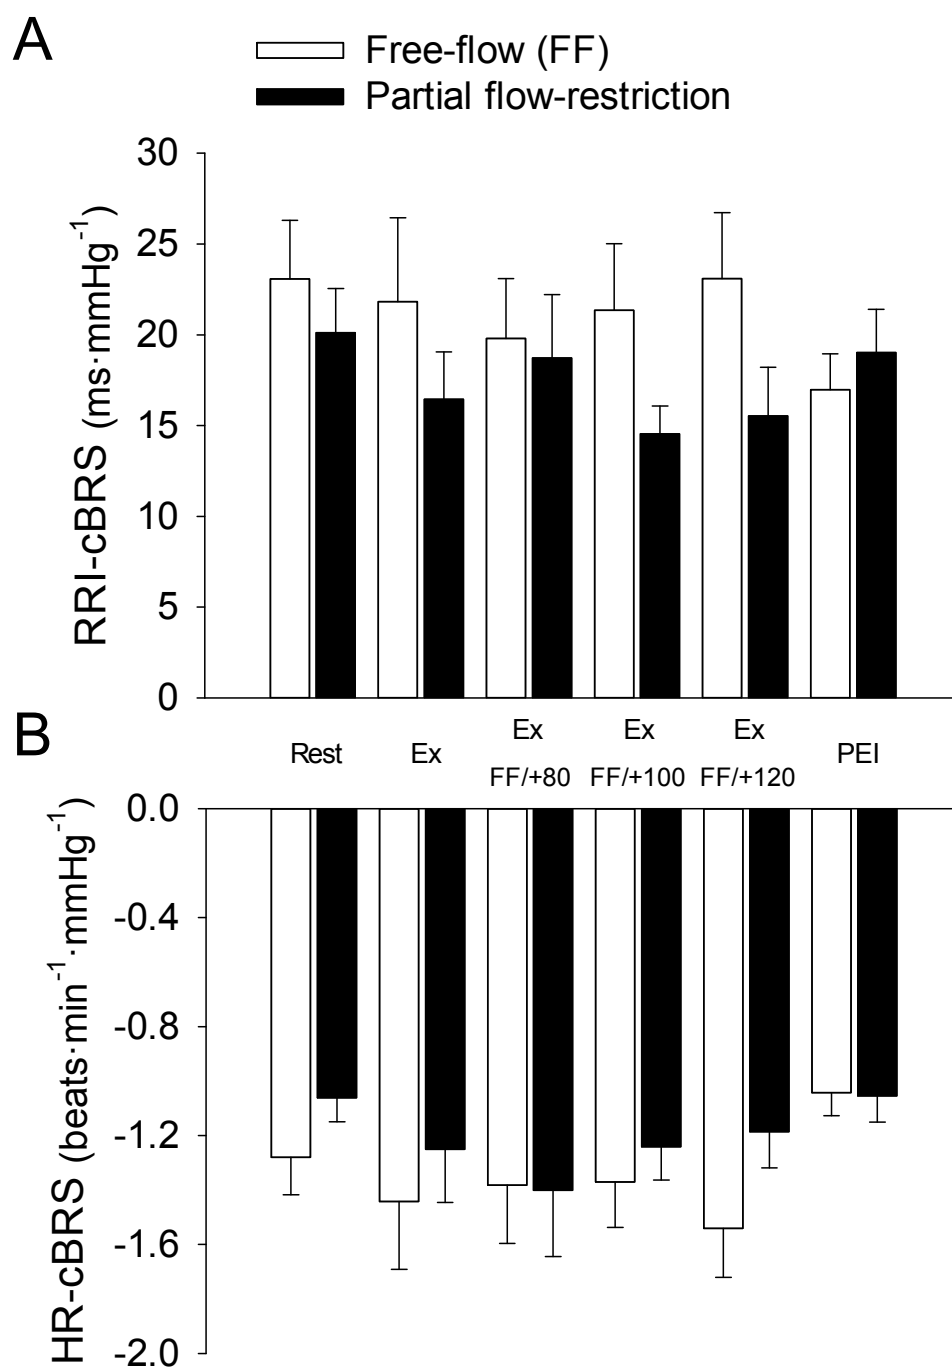 A
Free-flow (FF)
Partial flow-restriction
30
25
20
15
10
5
0
RRI-cBRS (ms·mmHg⁻¹)
B
Rest
Ex
Ex
FF/+80
Ex
FF/+100
Ex
FF/+120
PEI
0.0
-0.4
-0.8
-1.2
-1.6
-2.0
HR-cBRS (beats·min⁻¹·mmHg⁻¹)